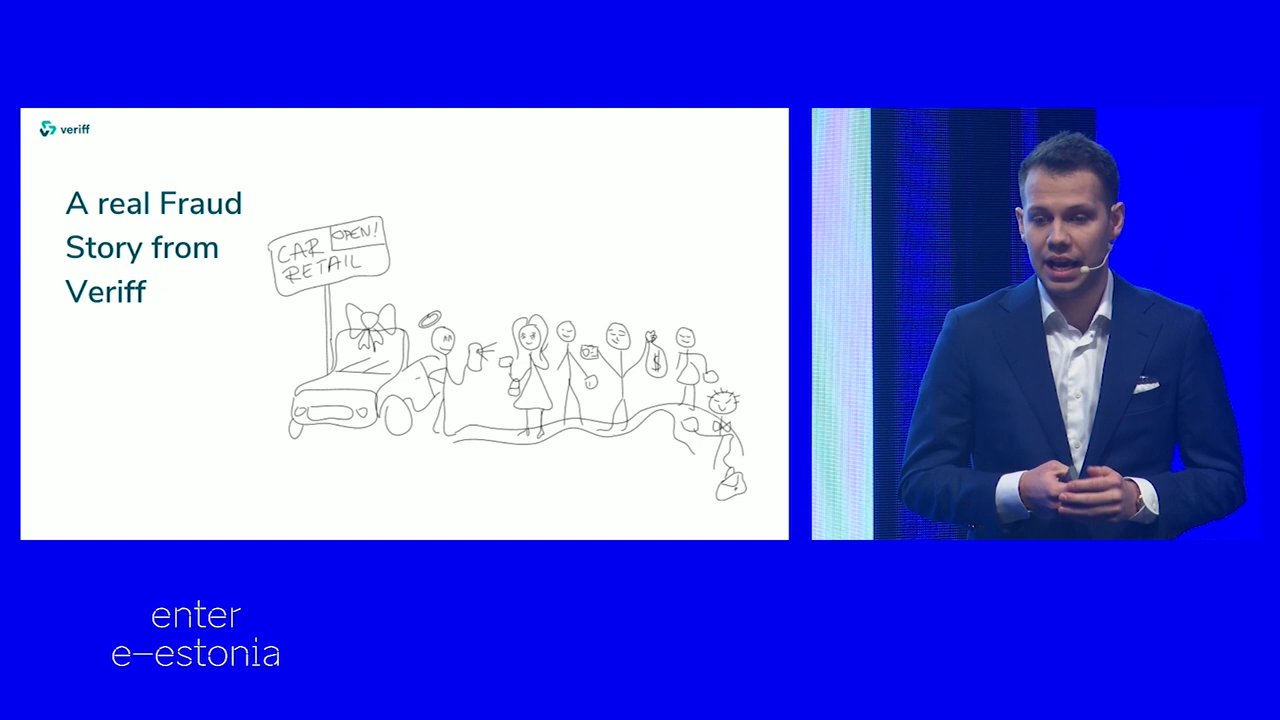 veriff
A real Fraud
Story from
Veriff
OPEN!
CAR
RETAIL
$
enter
e—estonia